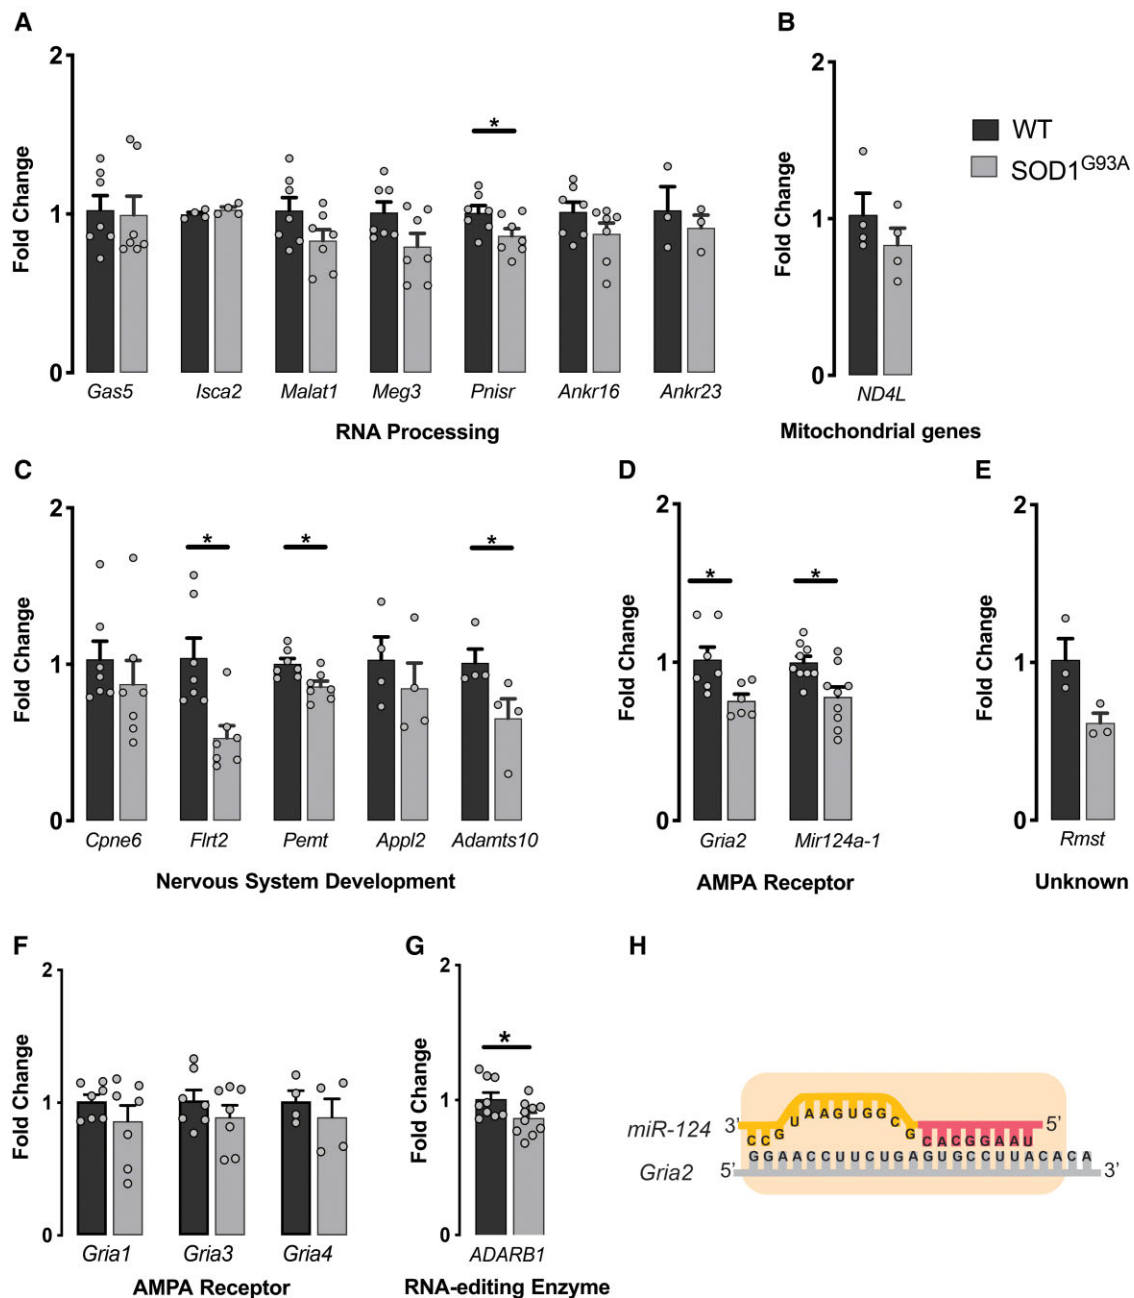 A
2
1
0
Fold Change
*
Gas5 Isca2 Malat1 Meg3 Pnisr Ankr16 Ankr23
RNA Processing
B
2
1
0
Fold Change
ND4L
Mitochondrial genes
WT
SOD1G93A
C
2
1
0
Fold Change
* * *
Cpne6 Flrt2 Pemt Appl2 Adamts10
Nervous System Development
D
2
1
0
Fold Change
* *
Gria2 Mir124a-1
AMPA Receptor
E
2
1
0
Fold Change
Rmst
Unknown
F
2
1
0
Fold Change
Gria1 Gria3 Gria4
AMPA Receptor
G
2
1
0
Fold Change
*
ADARB1
RNA-editing Enzyme
H
miR-124 3' CCGUAAGUGGCGCACGGAAU 5'
Gria2 5' GGAACCUUCUGAGUGCCUUACACA 3'